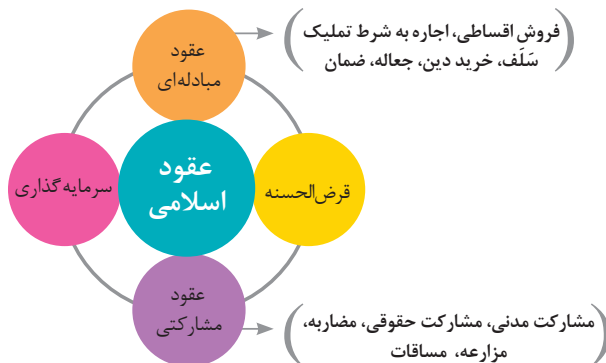 عقود
مبادله‌ای
(فروش اقساطی، اجاره به شرط تملیک
سَلَف، خرید دین، جعاله، ضمان)
قرض‌الحسنه
عقود
اسلامی
سرمایه‌گذاری
عقود
مشارکتی
(مشارکت مدنی، مشارکت حقوقی، مضاربه،
مزارعه، مساقات)